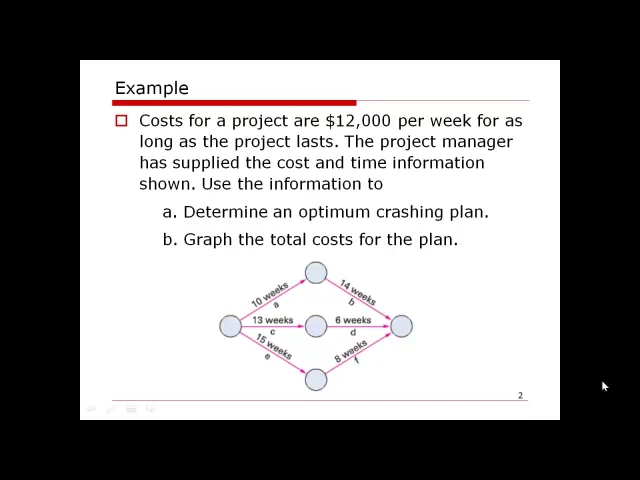 Example
Costs for a project are $12,000 per week for as
long as the project lasts. The project manager
has supplied the cost and time information
shown. Use the information to
a. Determine an optimum crashing plan.
b. Graph the total costs for the plan.
10 weeks
a
14 weeks
b
13 weeks
c
6 weeks
d
15 weeks
e
8 weeks
f
2